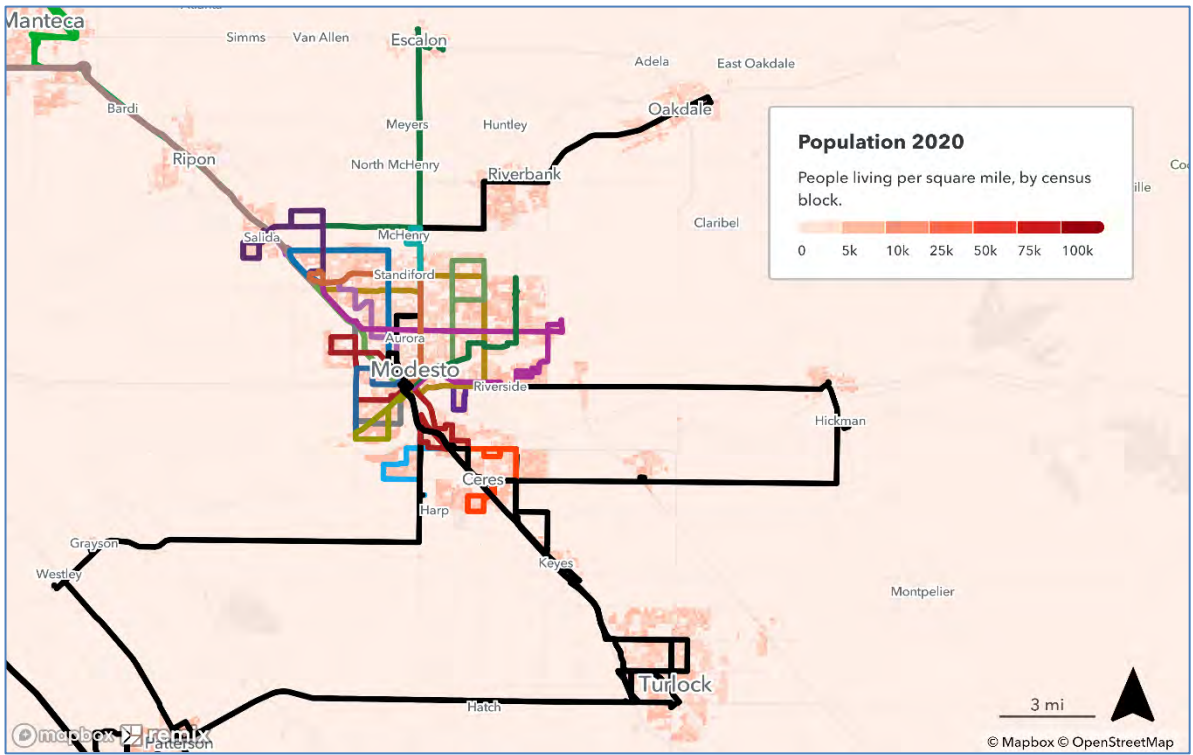 Manteca
Simms
Van Allen
Escalon
Adela
East Oakdale
Bardi
Oakdale
Meyers
Huntley
Ripon
North McHenry
Riverbank
Population 2020
People living per square mile, by census
block.
0 5k 10k 25k 50k 75k 100k
ville
Claribel
Salida
McHenry
Standiford
Aurora
Modesto
Riverside
Hickman
Ceres
Harp
Grayson
Keyes
Westley
Montpelier
Turlock
Hatch
3 mi
mapbox remix
Patterson
© Mapbox © OpenStreetMap